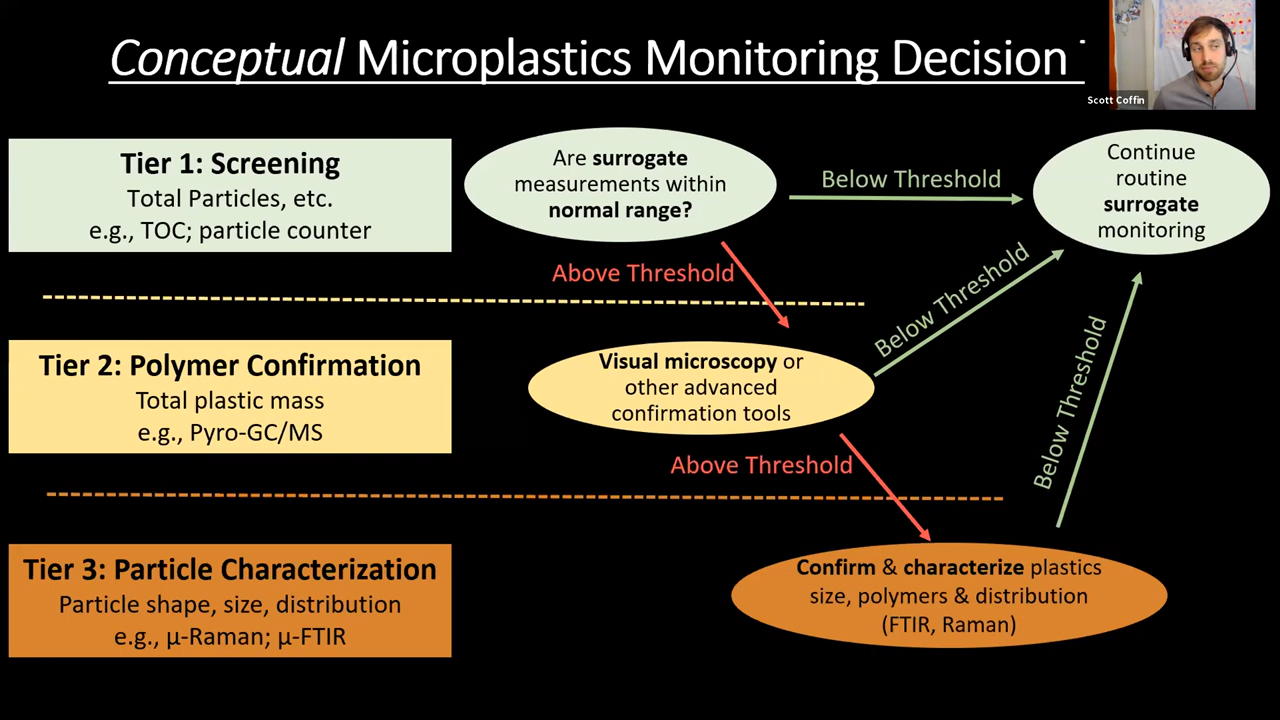 Conceptual Microplastics Monitoring Decision
Scott Coffin
Tier 1: Screening
Total Particles, etc.
e.g., TOC; particle counter
Are surrogate
measurements within
normal range?
Below Threshold
Continue
routine
surrogate
monitoring
Above Threshold
Below Threshold
Tier 2: Polymer Confirmation
Total plastic mass
e.g., Pyro-GC/MS
Visual microscopy or
other advanced
confirmation tools
Below Threshold
Above Threshold
Tier 3: Particle Characterization
Particle shape, size, distribution
e.g., µ-Raman; µ-FTIR
Confirm & characterize plastics
size, polymers & distribution
(FTIR, Raman)